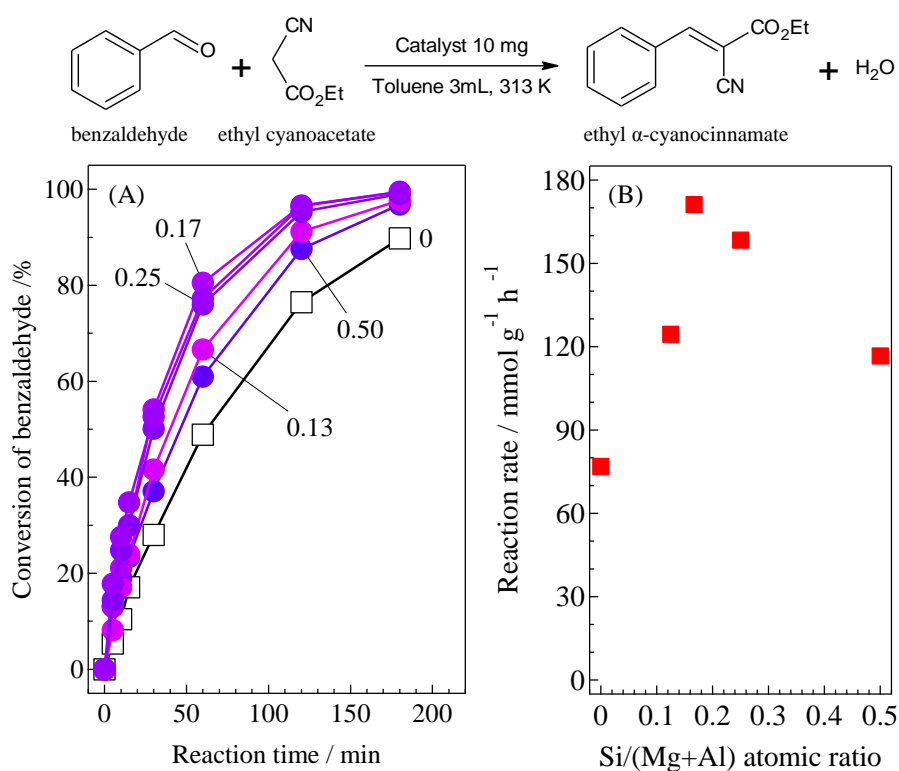 O
CN
CO2Et
+
Catalyst 10 mg
Toluene 3mL, 313 K
CO2Et
CN
+ H2O
benzaldehyde ethyl cyanoacetate ethyl α-cyanocinnamate
(A)
Conversion of benzaldehyde /%
100
80
60
40
20
0
0.17
0.25
0
0.50
0.13
0 50 100 150 200
Reaction time / min
(B)
Reaction rate / mmol g⁻¹ h⁻¹
180
150
120
90
60
30
0
0 0.1 0.2 0.3 0.4 0.5
Si/(Mg+Al) atomic ratio